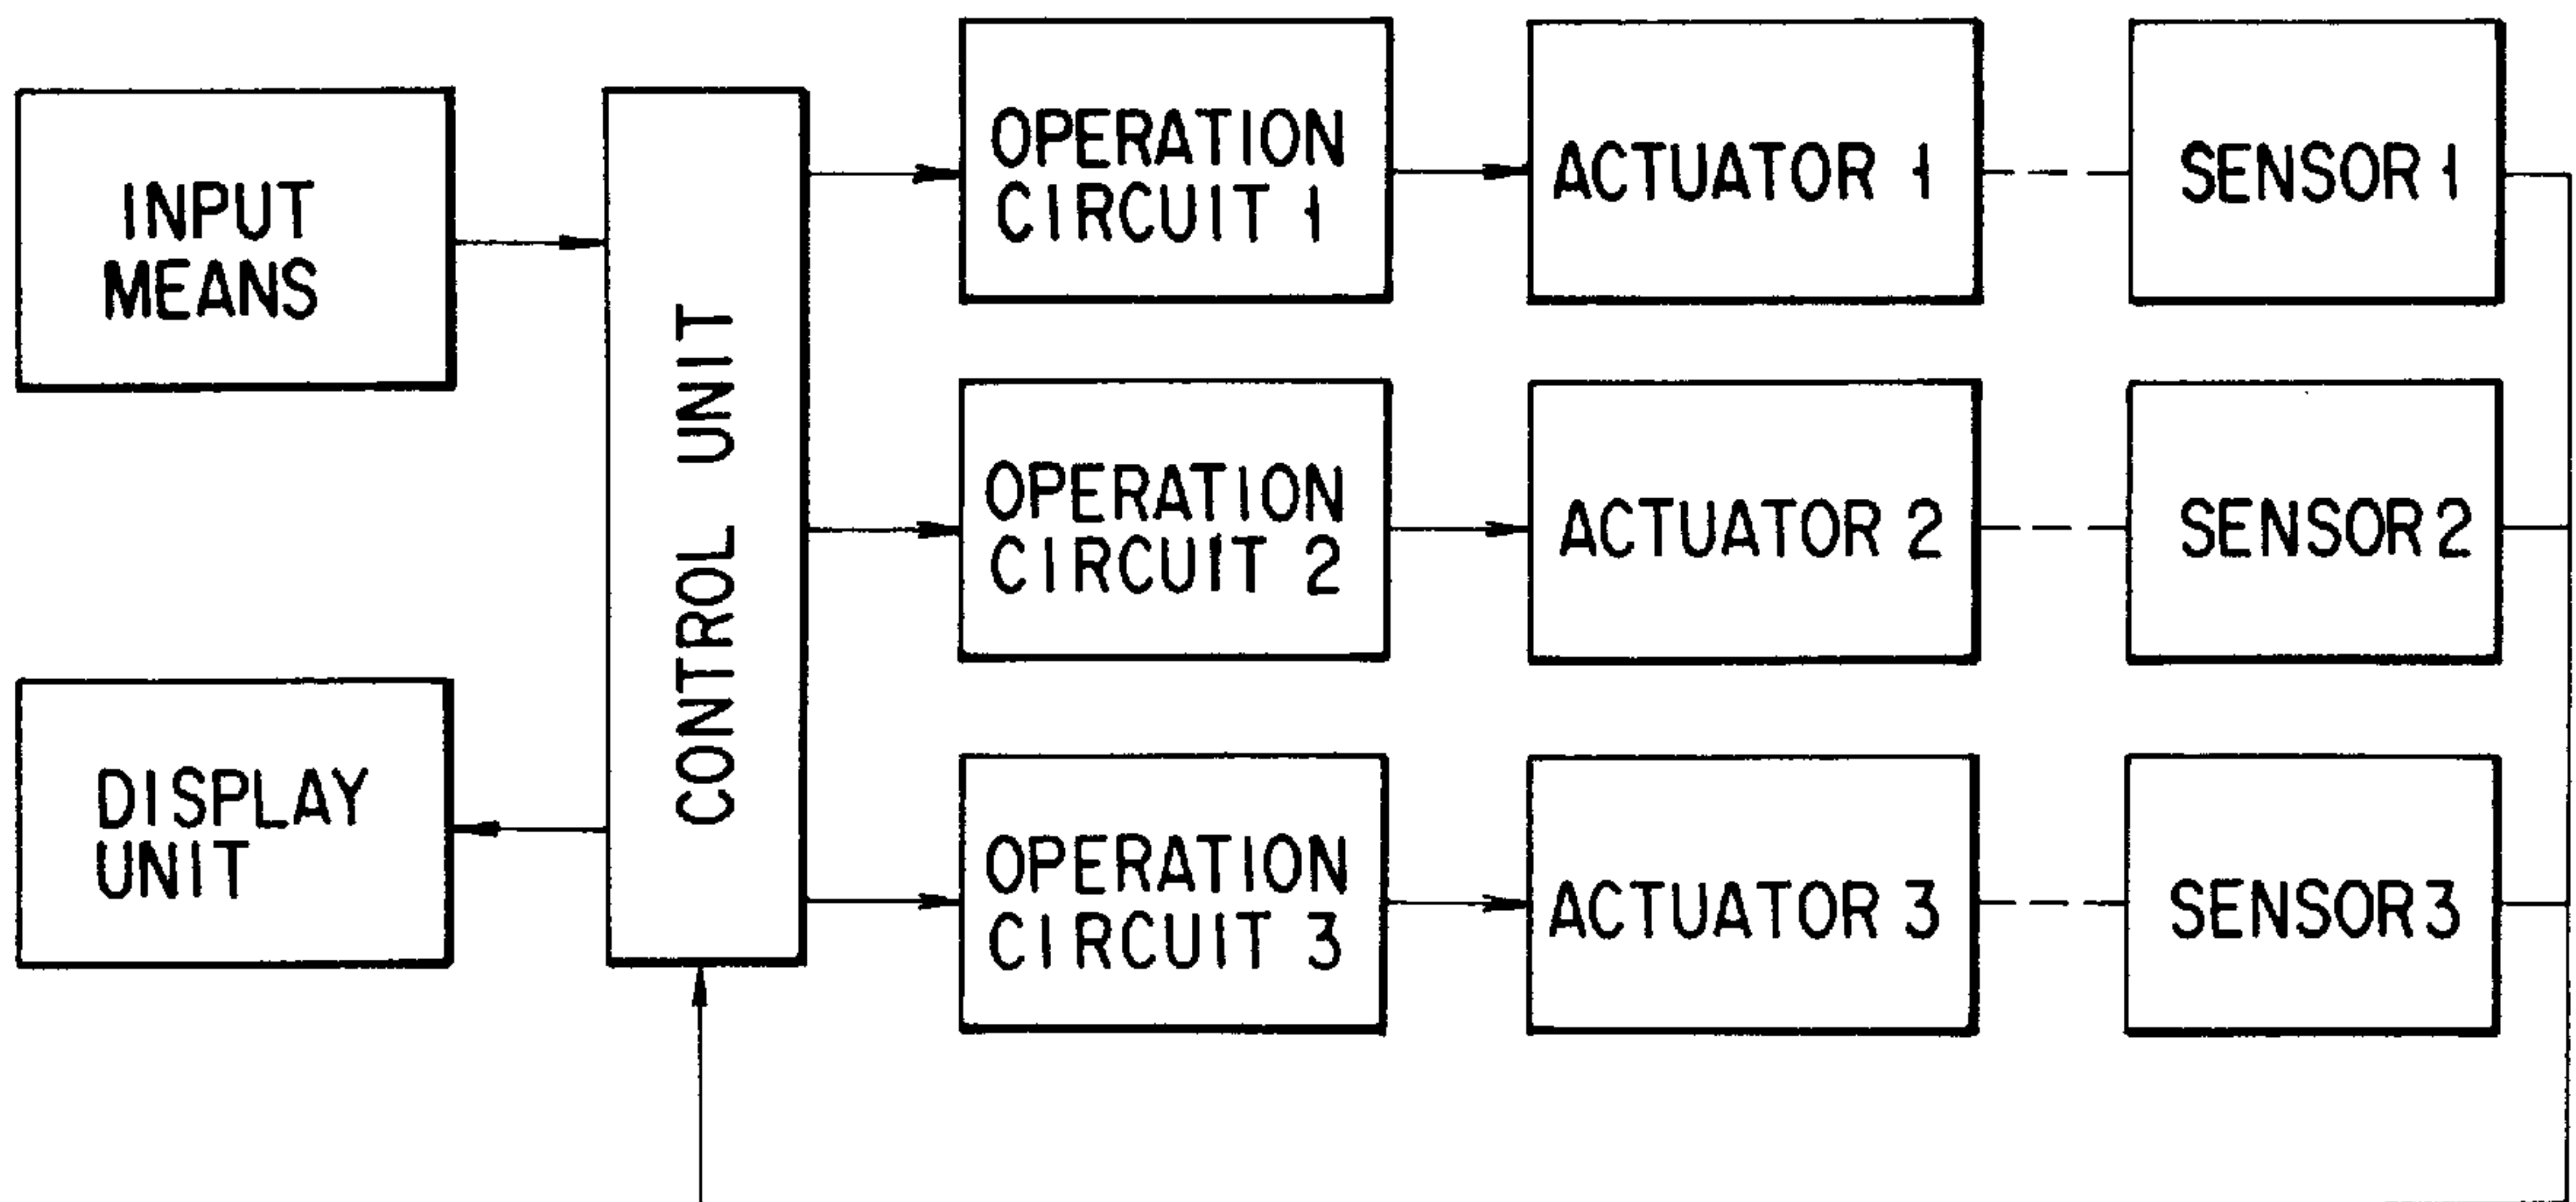 INPUT
MEANS
DISPLAY
UNIT
CONTROL UNIT
OPERATION
CIRCUIT 1
ACTUATOR 1
SENSOR 1
OPERATION
CIRCUIT 2
ACTUATOR 2
SENSOR 2
OPERATION
CIRCUIT 3
ACTUATOR 3
SENSOR 3